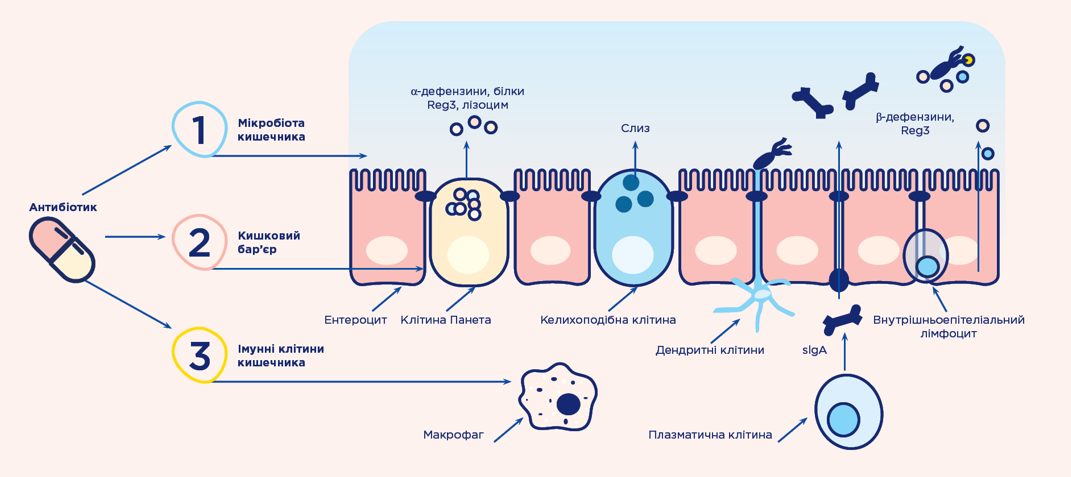 Антибіотик
1
Мікробіота
кишечника
2
Кишковий
бар'єр
3
Імунні клітини
кишечника
α-дефензини, білки
Reg3, лізоцим
Слиз
β-дефензини,
Reg3
Ентероцит
Клітина Панета
Келихоподібна клітина
Дендритні клітини
sIgA
Внутрішньоепітеліальний
лімфоцит
Макрофаг
Плазматична клітина